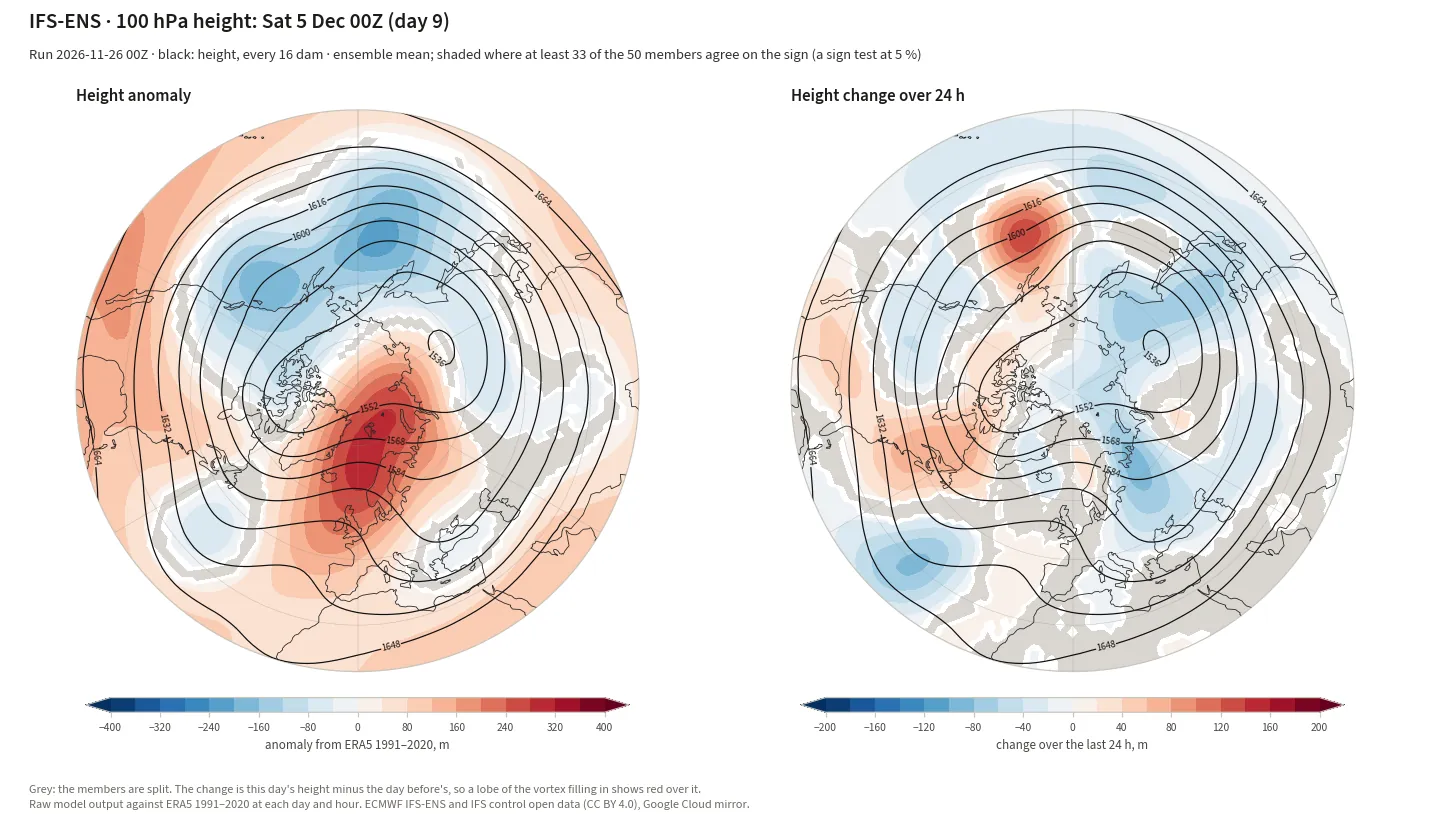 IFS-ENS · 100 hPa height: Sat 5 Dec 00Z (day 9)
Run 2026-11-26 00Z · black: height, every 16 dam · ensemble mean; shaded where at least 33 of the 50 members agree on the sign (a sign test at 5 %)
Height anomaly
Height change over 24 h
1664
1616
1600
1536
1552
1568
1584
1632
1664
1648
1664
1616
1600
1536
1552
1568
1584
1632
1664
1648
−400 −320 −240 −160 −80 0 80 160 240 320 400
anomaly from ERA5 1991–2020, m
−200 −160 −120 −80 −40 0 40 80 120 160 200
change over the last 24 h, m
Grey: the members are split. The change is this day's height minus the day before's, so a lobe of the vortex filling in shows red over it.
Raw model output against ERA5 1991–2020 at each day and hour. ECMWF IFS-ENS and IFS control open data (CC BY 4.0), Google Cloud mirror.